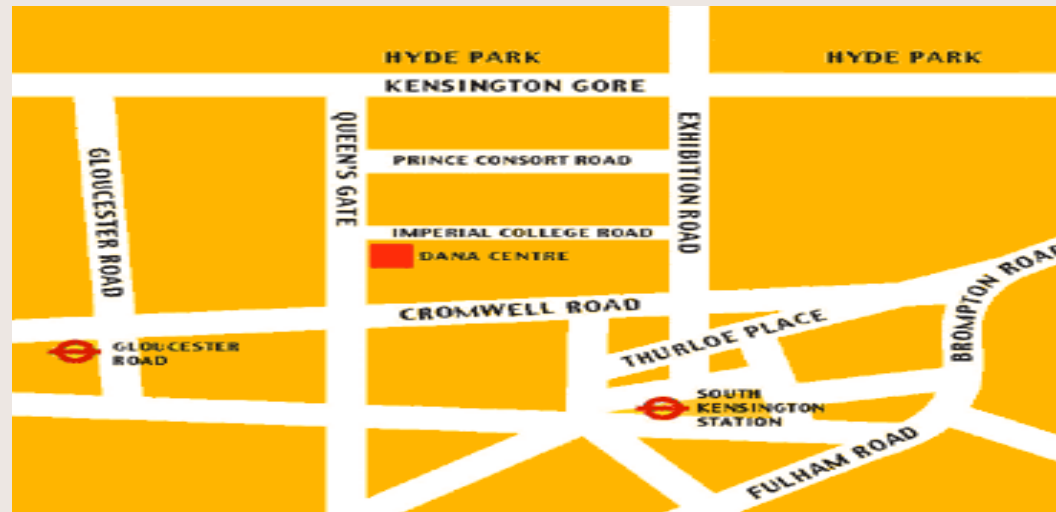 HYDE PARK
HYDE PARK
KENSINGTON GORE
GLOUCESTER ROAD
QUEEN'S GATE
EXHIBITION ROAD
PRINCE CONSORT ROAD
IMPERIAL COLLEGE ROAD
DANA CENTRE
CROMWELL ROAD
BROMPTON ROAD
THURLOE PLACE
GLOUCESTER
ROAD
SOUTH
KENSINGTON
STATION
FULHAM ROAD